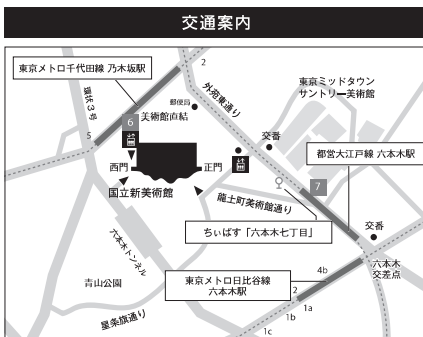 交通案内
東京メトロ千代田線 乃木坂駅
2
環状3号
外苑東通り
東京ミッドタウン
サントリー美術館
郵便局
6
美術館直結
5
交番
都営大江戸線 六本木駅
西門
正門
国立新美術館
7
龍土町美術館通り
ちぃばす「六本木七丁目」
交番
六本木トンネル
六本木
交差点
青山公園
東京メトロ日比谷線
六本木駅
4b
2
星条旗通り
1a
1b
1c